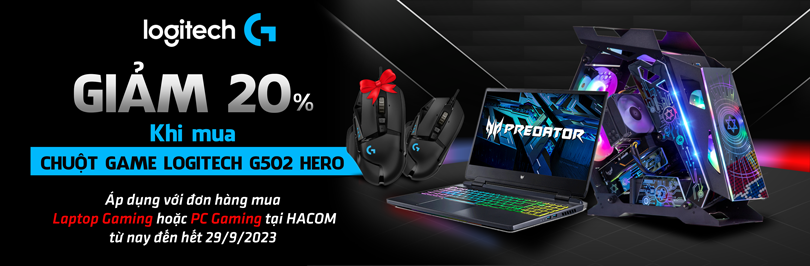 logitech G
GIẢM 20%
Khi mua
CHUỘT GAME LOGITECH G502 HERO
Áp dụng với đơn hàng mua
Laptop Gaming hoặc PC Gaming tại HACOM
từ nay đến hết 29/9/2023
PREDATOR